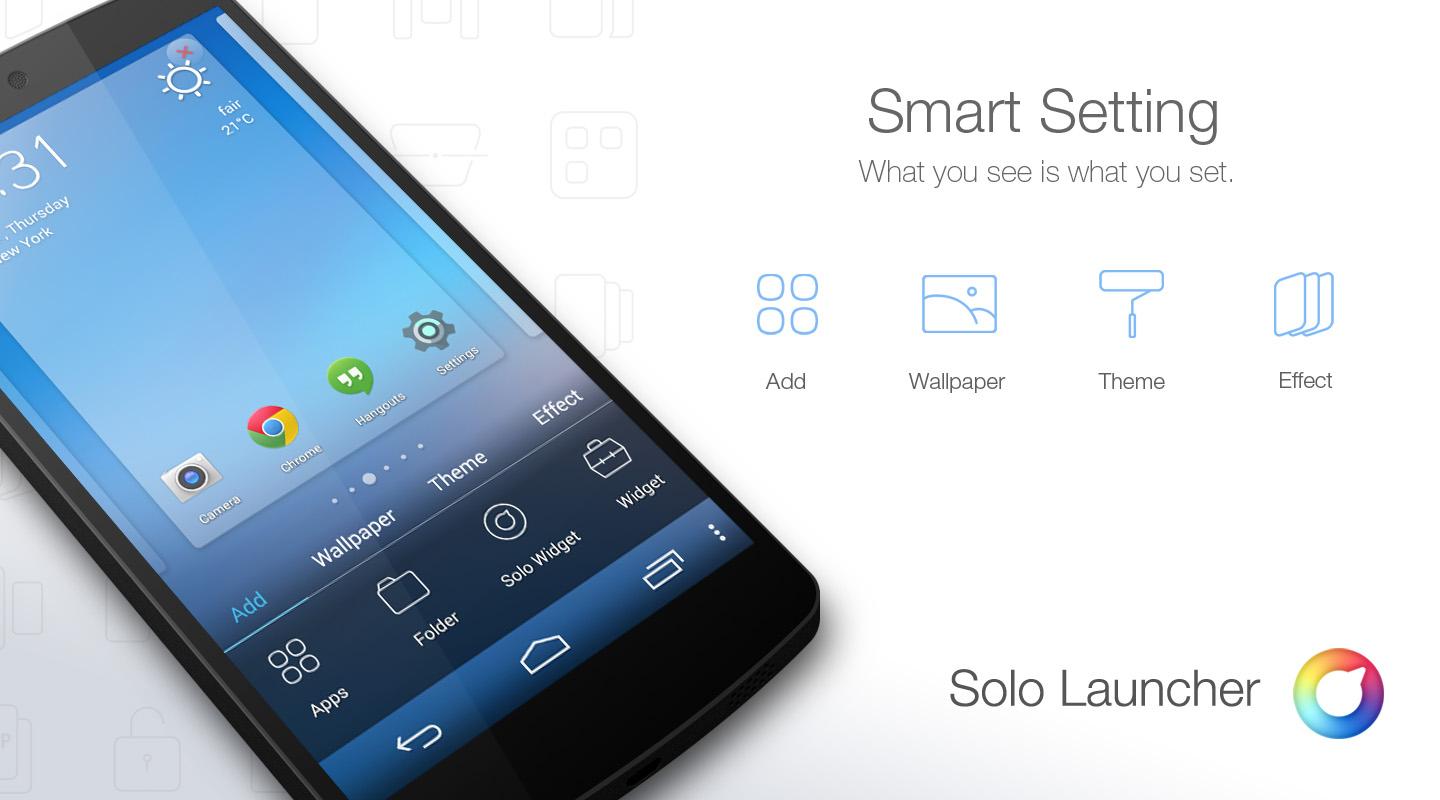 Smart Setting
What you see is what you set.
Add
Wallpaper
Theme
Effect
Solo Launcher
fair
21°C
:31
, Thursday
ew York
Camera
Chrome
Hangouts
Settings
Add
Wallpaper
Theme
Effect
Apps
Folder
Solo Widget
Widget
P